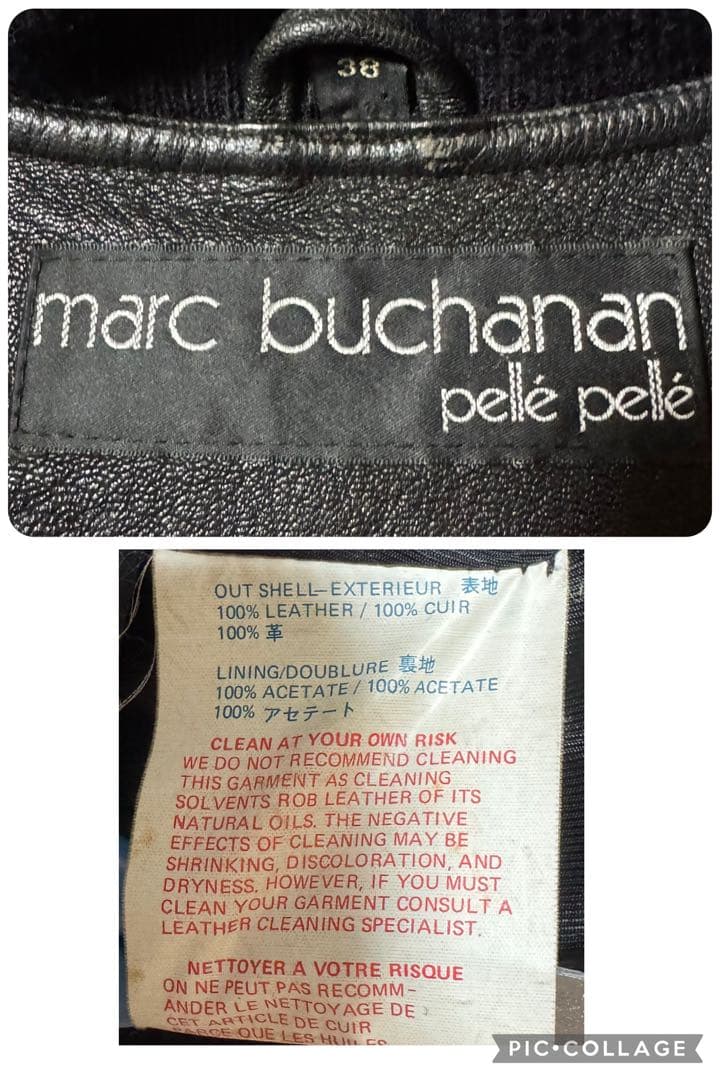 38
marc buchanan
pellé pellé
OUT SHELL-EXTERIEUR 表地
100% LEATHER / 100% CUIR
100% 革
LINING/DOUBLURE 裏地
100% ACETATE / 100% ACETATE
100% アセテート
CLEAN AT YOUR OWN RISK
WE DO NOT RECOMMEND CLEANING
THIS GARMENT AS CLEANING
SOLVENTS ROB LEATHER OF ITS
NATURAL OILS. THE NEGATIVE
EFFECTS OF CLEANING MAY BE
SHRINKING, DISCOLORATION, AND
DRYNESS. HOWEVER, IF YOU MUST
CLEAN YOUR GARMENT CONSULT A
LEATHER CLEANING SPECIALIST.
NETTOYER A VOTRE RISQUE
ON NE PEUT PAS RECOMM-
ANDER LE NETTOYAGE DE
CET ARTICLE DE CUIR
PARCE QUE LES HUILES
PIC•COLLAGE